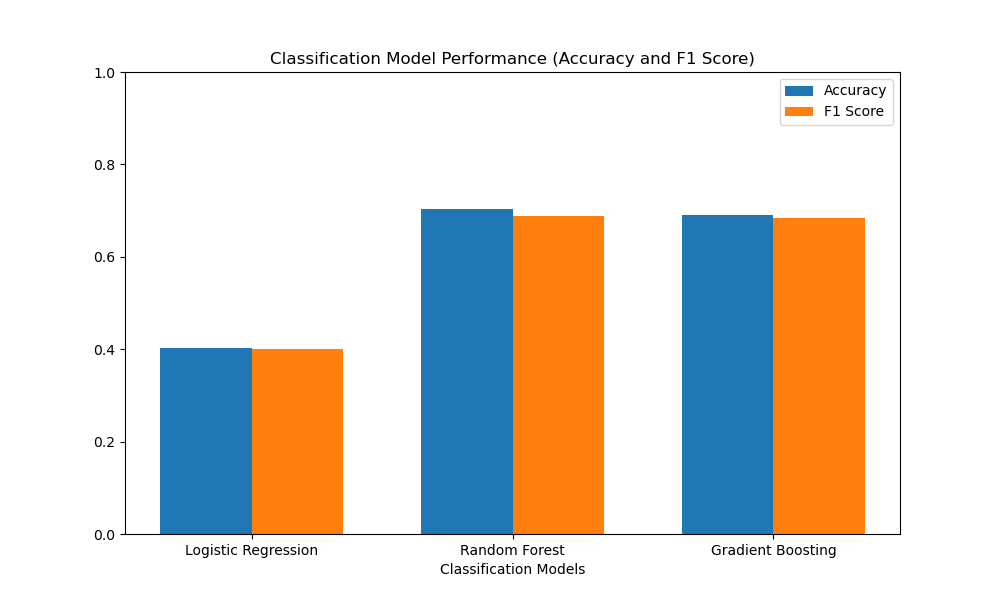 Classification Model Performance (Accuracy and F1 Score)
1.0
0.8
0.6
0.4
0.2
0.0
Accuracy
F1 Score
Logistic Regression
Random Forest
Gradient Boosting
Classification Models